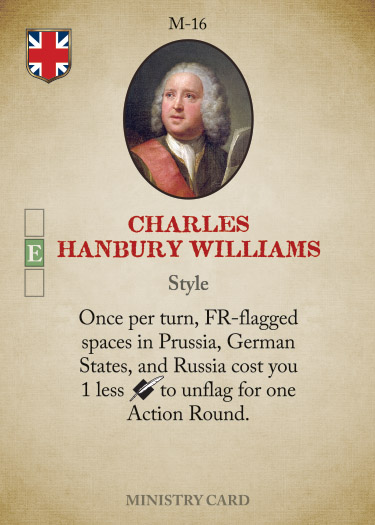 M-16
CHARLES
E
HANBURY WILLIAMS
Style
Once per turn, FR-flagged
spaces in Prussia, German
States, and Russia cost you
1 less to unflag for one
Action Round.
MINISTRY CARD